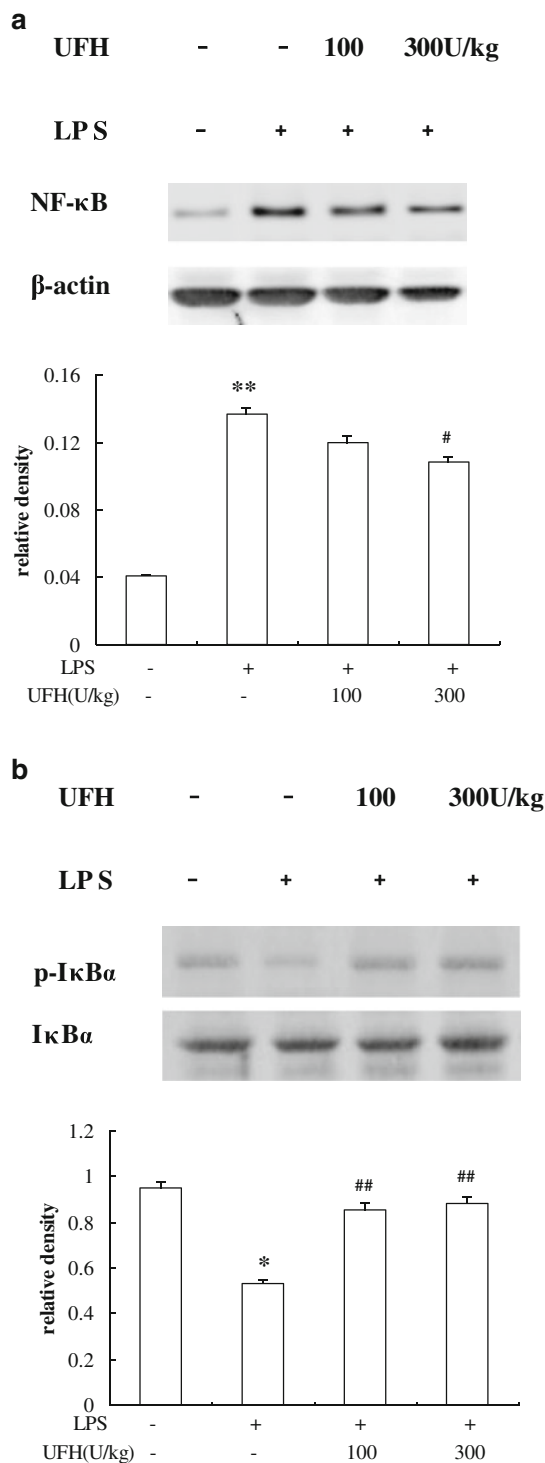 a
UFH - - 100 300U/kg
LPS - + + +
NF-κB
β-actin
0.16
0.12
0.08
0.04
0
relative density
**
#
LPS - + + +
UFH(U/kg) - - 100 300
b
UFH - - 100 300U/kg
LPS - + + +
p-IκBα
IκBα
1.2
1
0.8
0.6
0.4
0.2
0
relative density
*
##
##
LPS - + + +
UFH(U/kg) - - 100 300